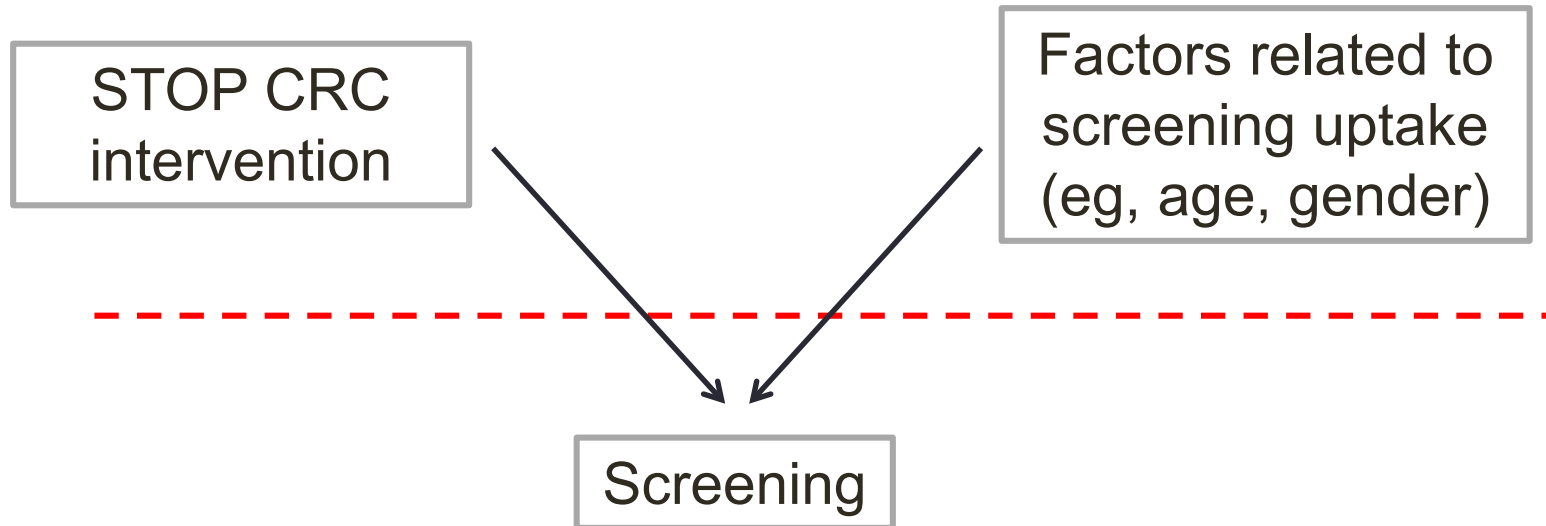 STOP CRC
intervention
Factors related to
screening uptake
(eg, age, gender)
Screening